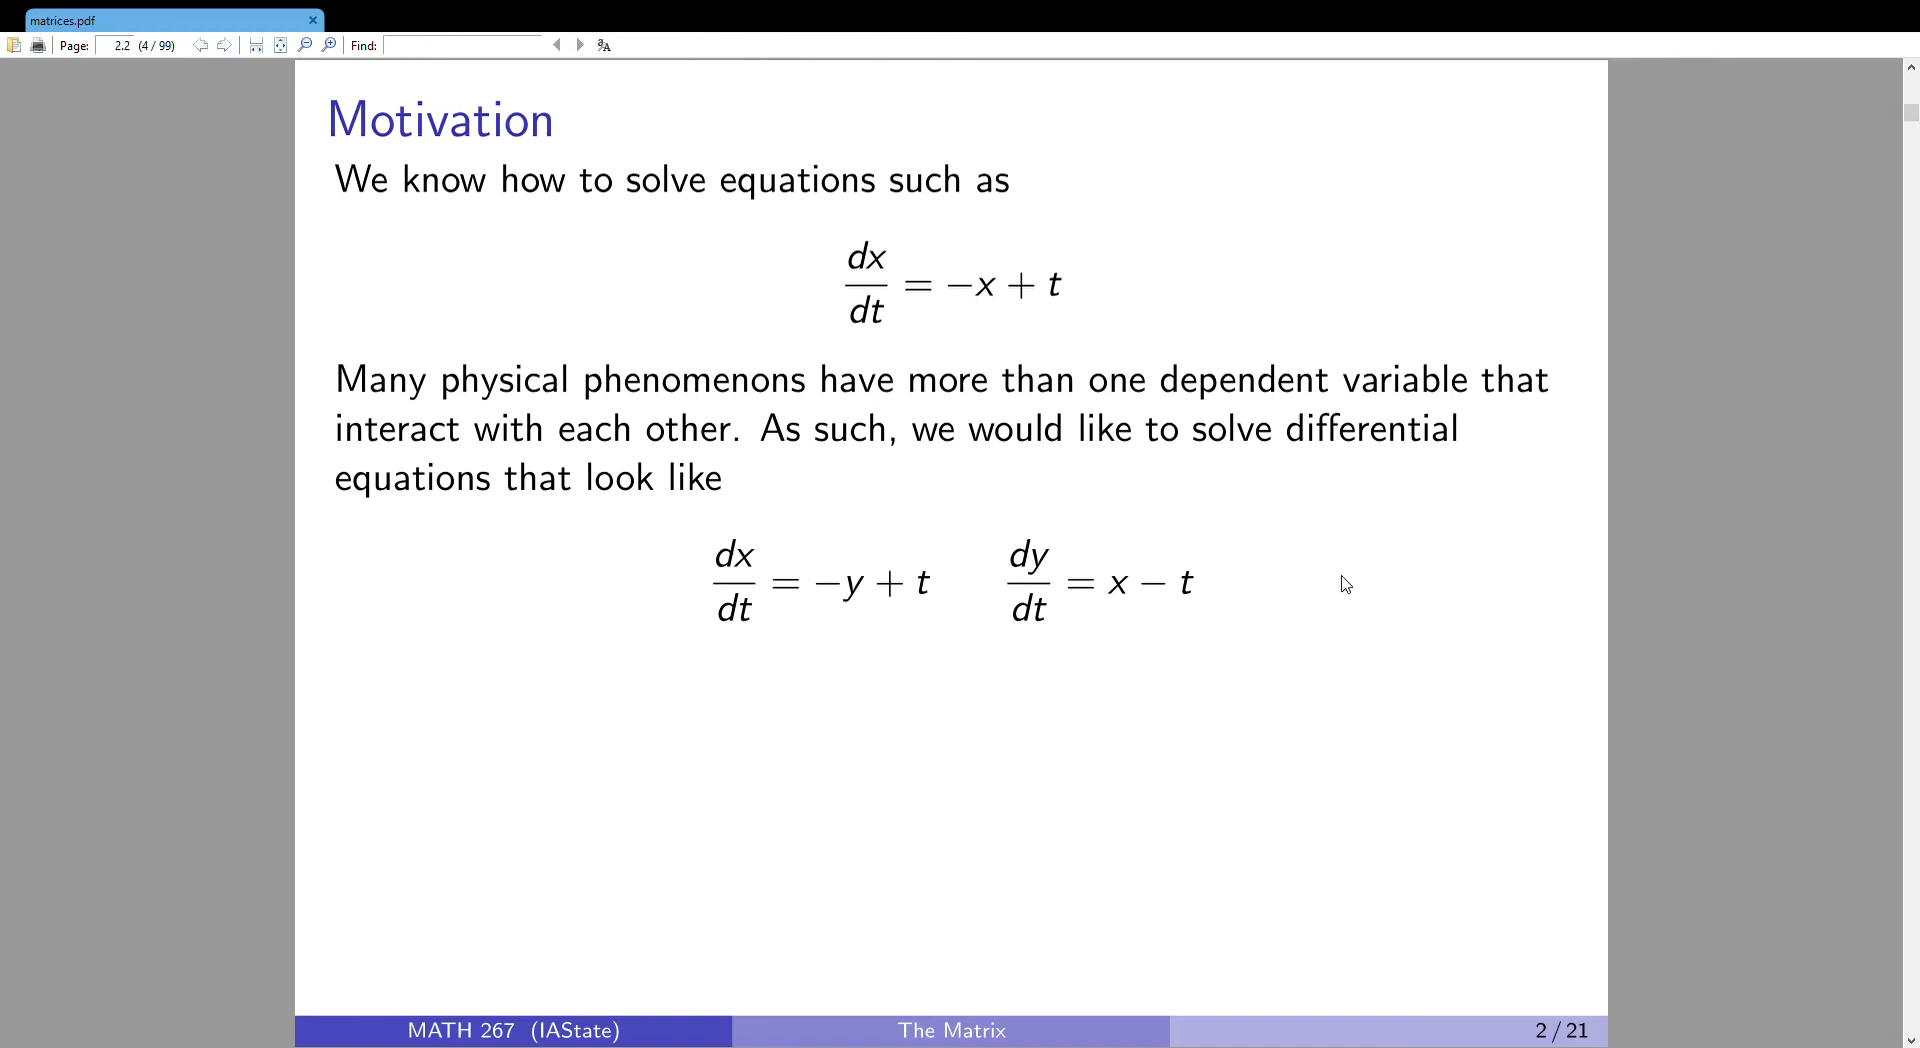 matrices.pdf
Page: 2.2 (4 / 99) Find:
Motivation
We know how to solve equations such as
dx/dt = −x + t
Many physical phenomenons have more than one dependent variable that
interact with each other. As such, we would like to solve differential
equations that look like
dx/dt = −y + t dy/dt = x − t
MATH 267 (IAState) The Matrix 2 / 21